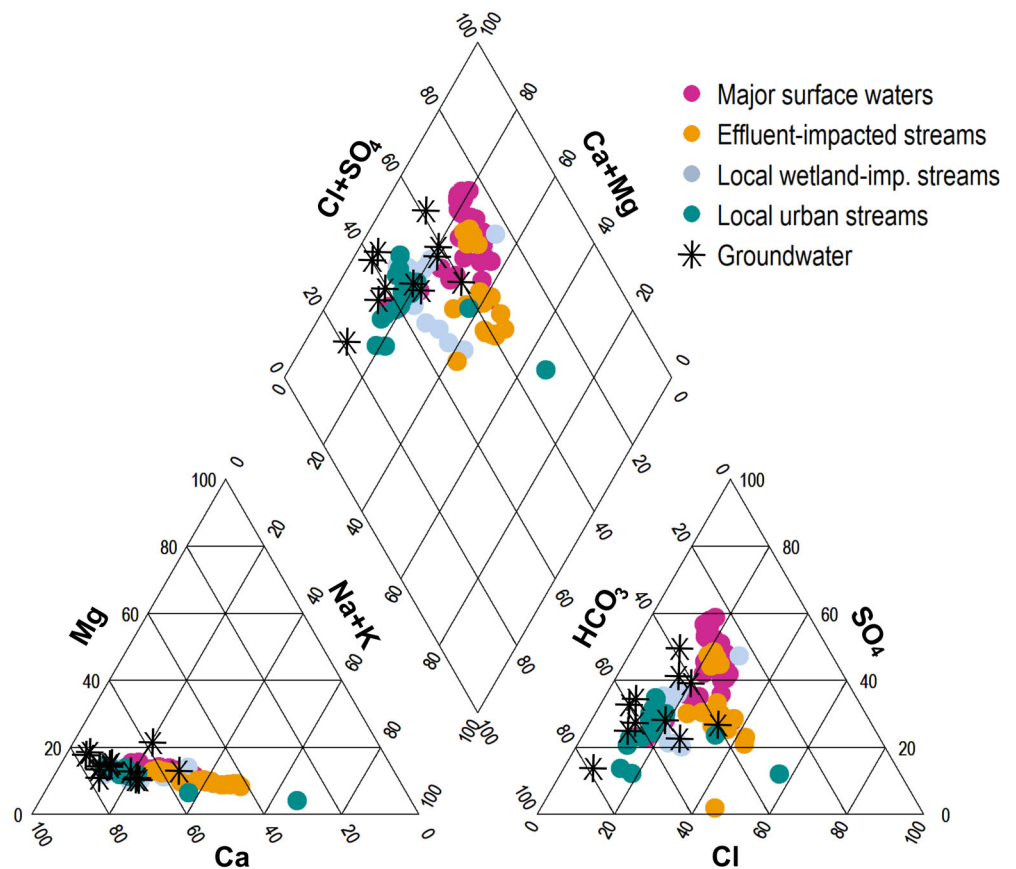 100 100
80 80
Major surface waters
Effluent-impacted streams
Local wetland-imp. streams
Local urban streams
Groundwater
Cl+SO4
Ca+Mg
60 60
40 40
20 20
0 0
0 0
20 20
40 40
60 60
80 80
100 100
100 0
80 20
60 40
40 60
20 80
0 100
Mg
Na+K
100 80 60 40 20 0
Ca
0 100
20 80
40 60
60 40
80 20
100 0
HCO3
SO4
0 20 40 60 80 100
Cl